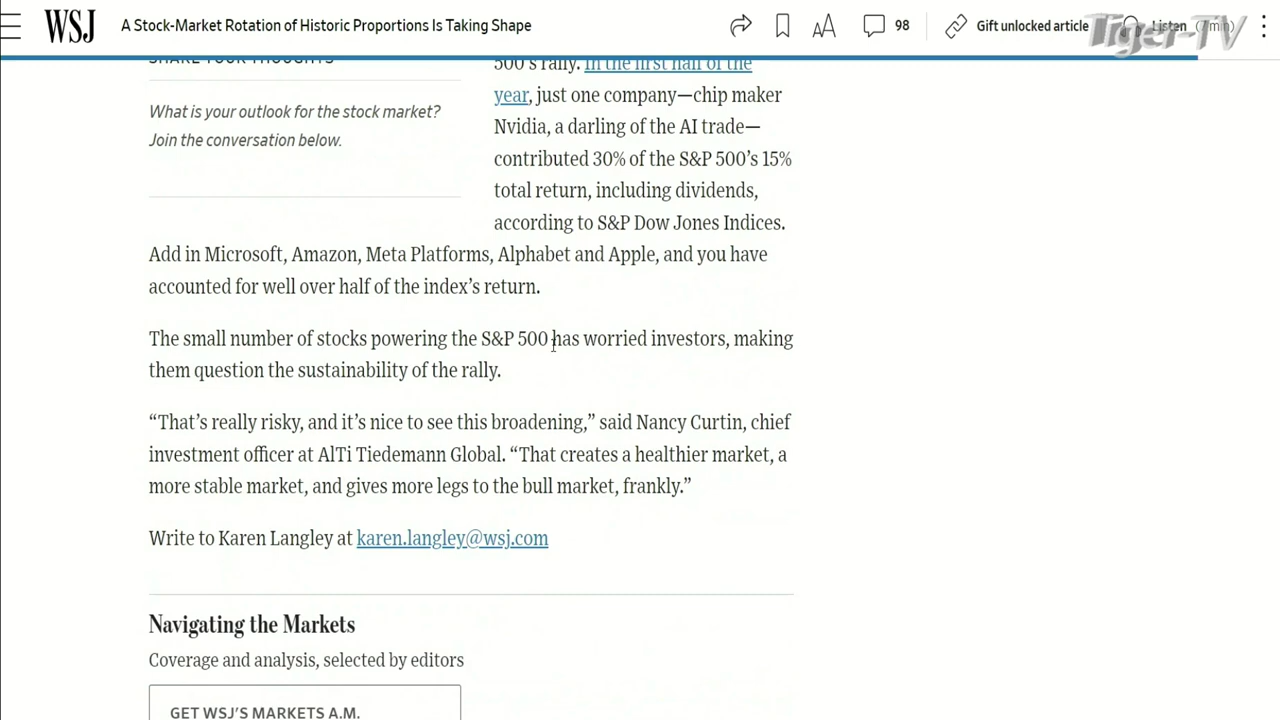 WSJ
A Stock-Market Rotation of Historic Proportions Is Taking Shape
98
Gift unlocked article
Listen
Tiger-TV
SHARE YOUR THOUGHTS
What is your outlook for the stock market?
Join the conversation below.
500's rally. In the first half of the
year, just one company—chip maker
Nvidia, a darling of the AI trade—
contributed 30% of the S&P 500's 15%
total return, including dividends,
according to S&P Dow Jones Indices.
Add in Microsoft, Amazon, Meta Platforms, Alphabet and Apple, and you have
accounted for well over half of the index's return.
The small number of stocks powering the S&P 500 has worried investors, making
them question the sustainability of the rally.
“That's really risky, and it's nice to see this broadening,” said Nancy Curtin, chief
investment officer at AlTi Tiedemann Global. “That creates a healthier market, a
more stable market, and gives more legs to the bull market, frankly.”
Write to Karen Langley at karen.langley@wsj.com
Navigating the Markets
Coverage and analysis, selected by editors
GET WSJ'S MARKETS A.M.